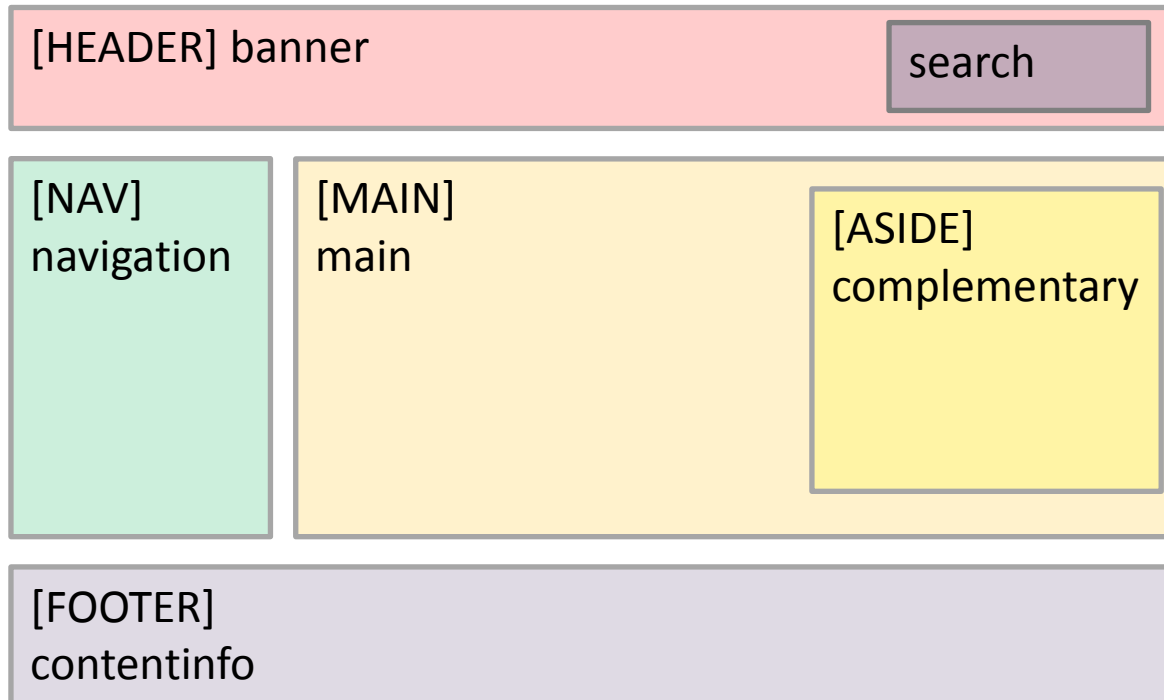 [HEADER] banner
search
[NAV]
navigation
[MAIN]
main
[ASIDE]
complementary
[FOOTER]
contentinfo